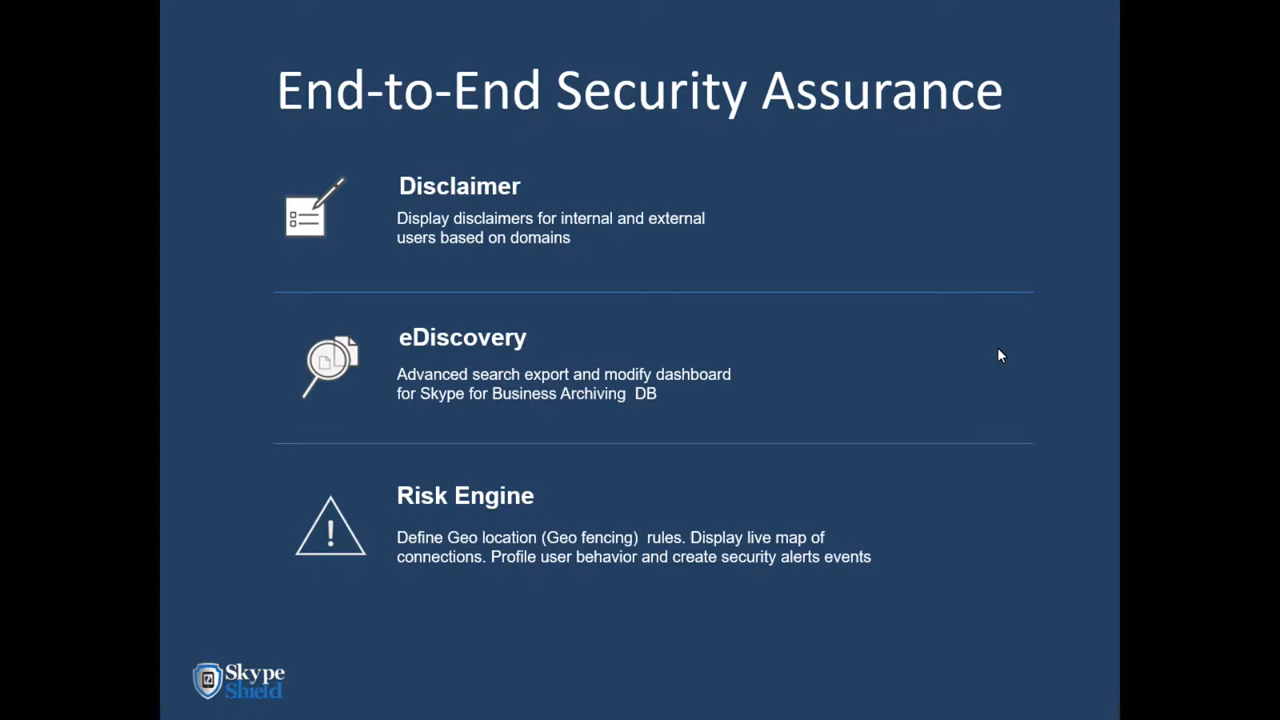 End-to-End Security Assurance
Disclaimer
Display disclaimers for internal and external
users based on domains
eDiscovery
Advanced search export and modify dashboard
for Skype for Business Archiving  DB
Risk Engine
Define Geo location (Geo fencing)  rules. Display live map of
connections. Profile user behavior and create security alerts events
Skype
Shield